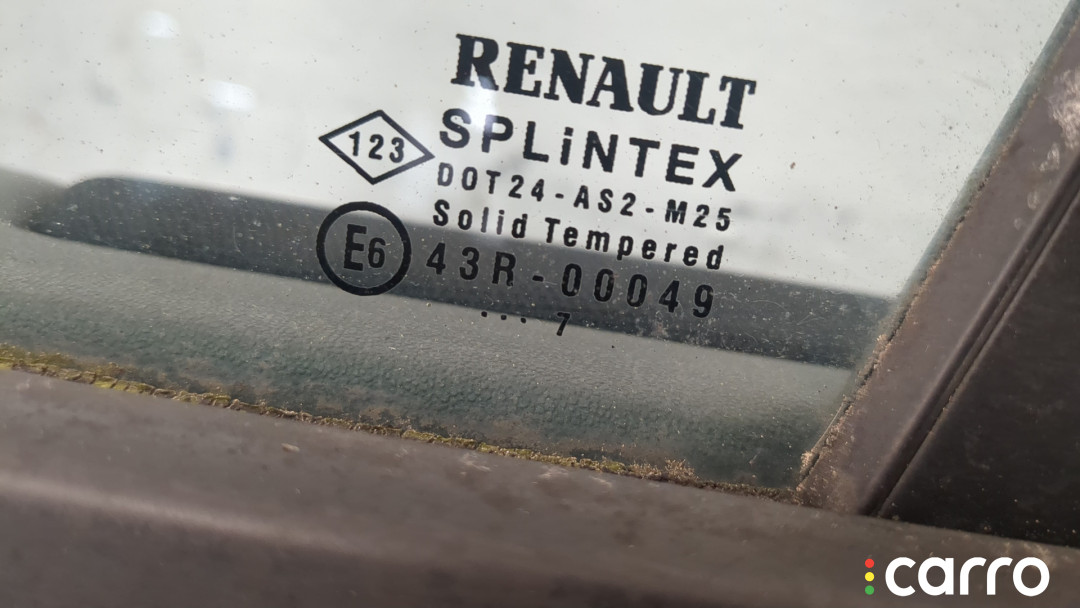 RENAULT
SPLiNTEX
123
DOT24-AS2-M25
Solid Tempered
E6
43R-00049
... 7
carro